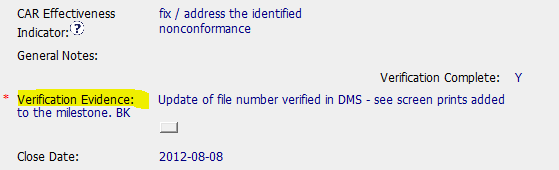 CAR Effectiveness fix / address the identified
Indicator: ? nonconformance
General Notes:
Verification Complete: Y
* Verification Evidence: Update of file number verified in DMS - see screen prints added
to the milestone. BK
Close Date: 2012-08-08